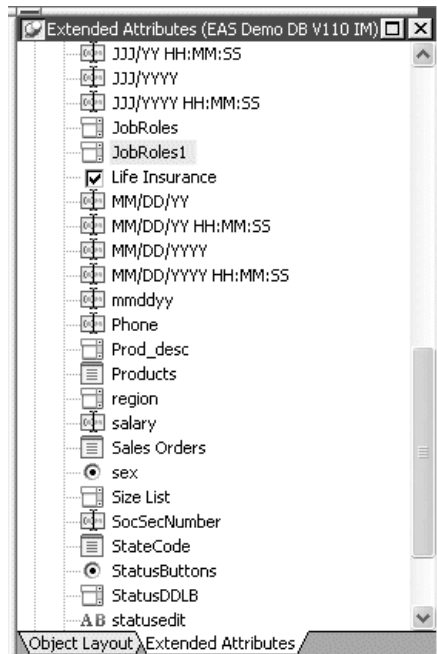 Extended Attributes (EAS Demo DB V110 IM)
JJJ/YY HH:MM:SS
JJJ/YYYY
JJJ/YYYY HH:MM:SS
JobRoles
JobRoles1
Life Insurance
MM/DD/YY
MM/DD/YY HH:MM:SS
MM/DD/YYYY
MM/DD/YYYY HH:MM:SS
mmddyy
Phone
Prod_desc
Products
region
salary
Sales Orders
sex
Size List
SocSecNumber
StateCode
StatusButtons
StatusDDLB
AB statusedit
Object Layout Extended Attributes